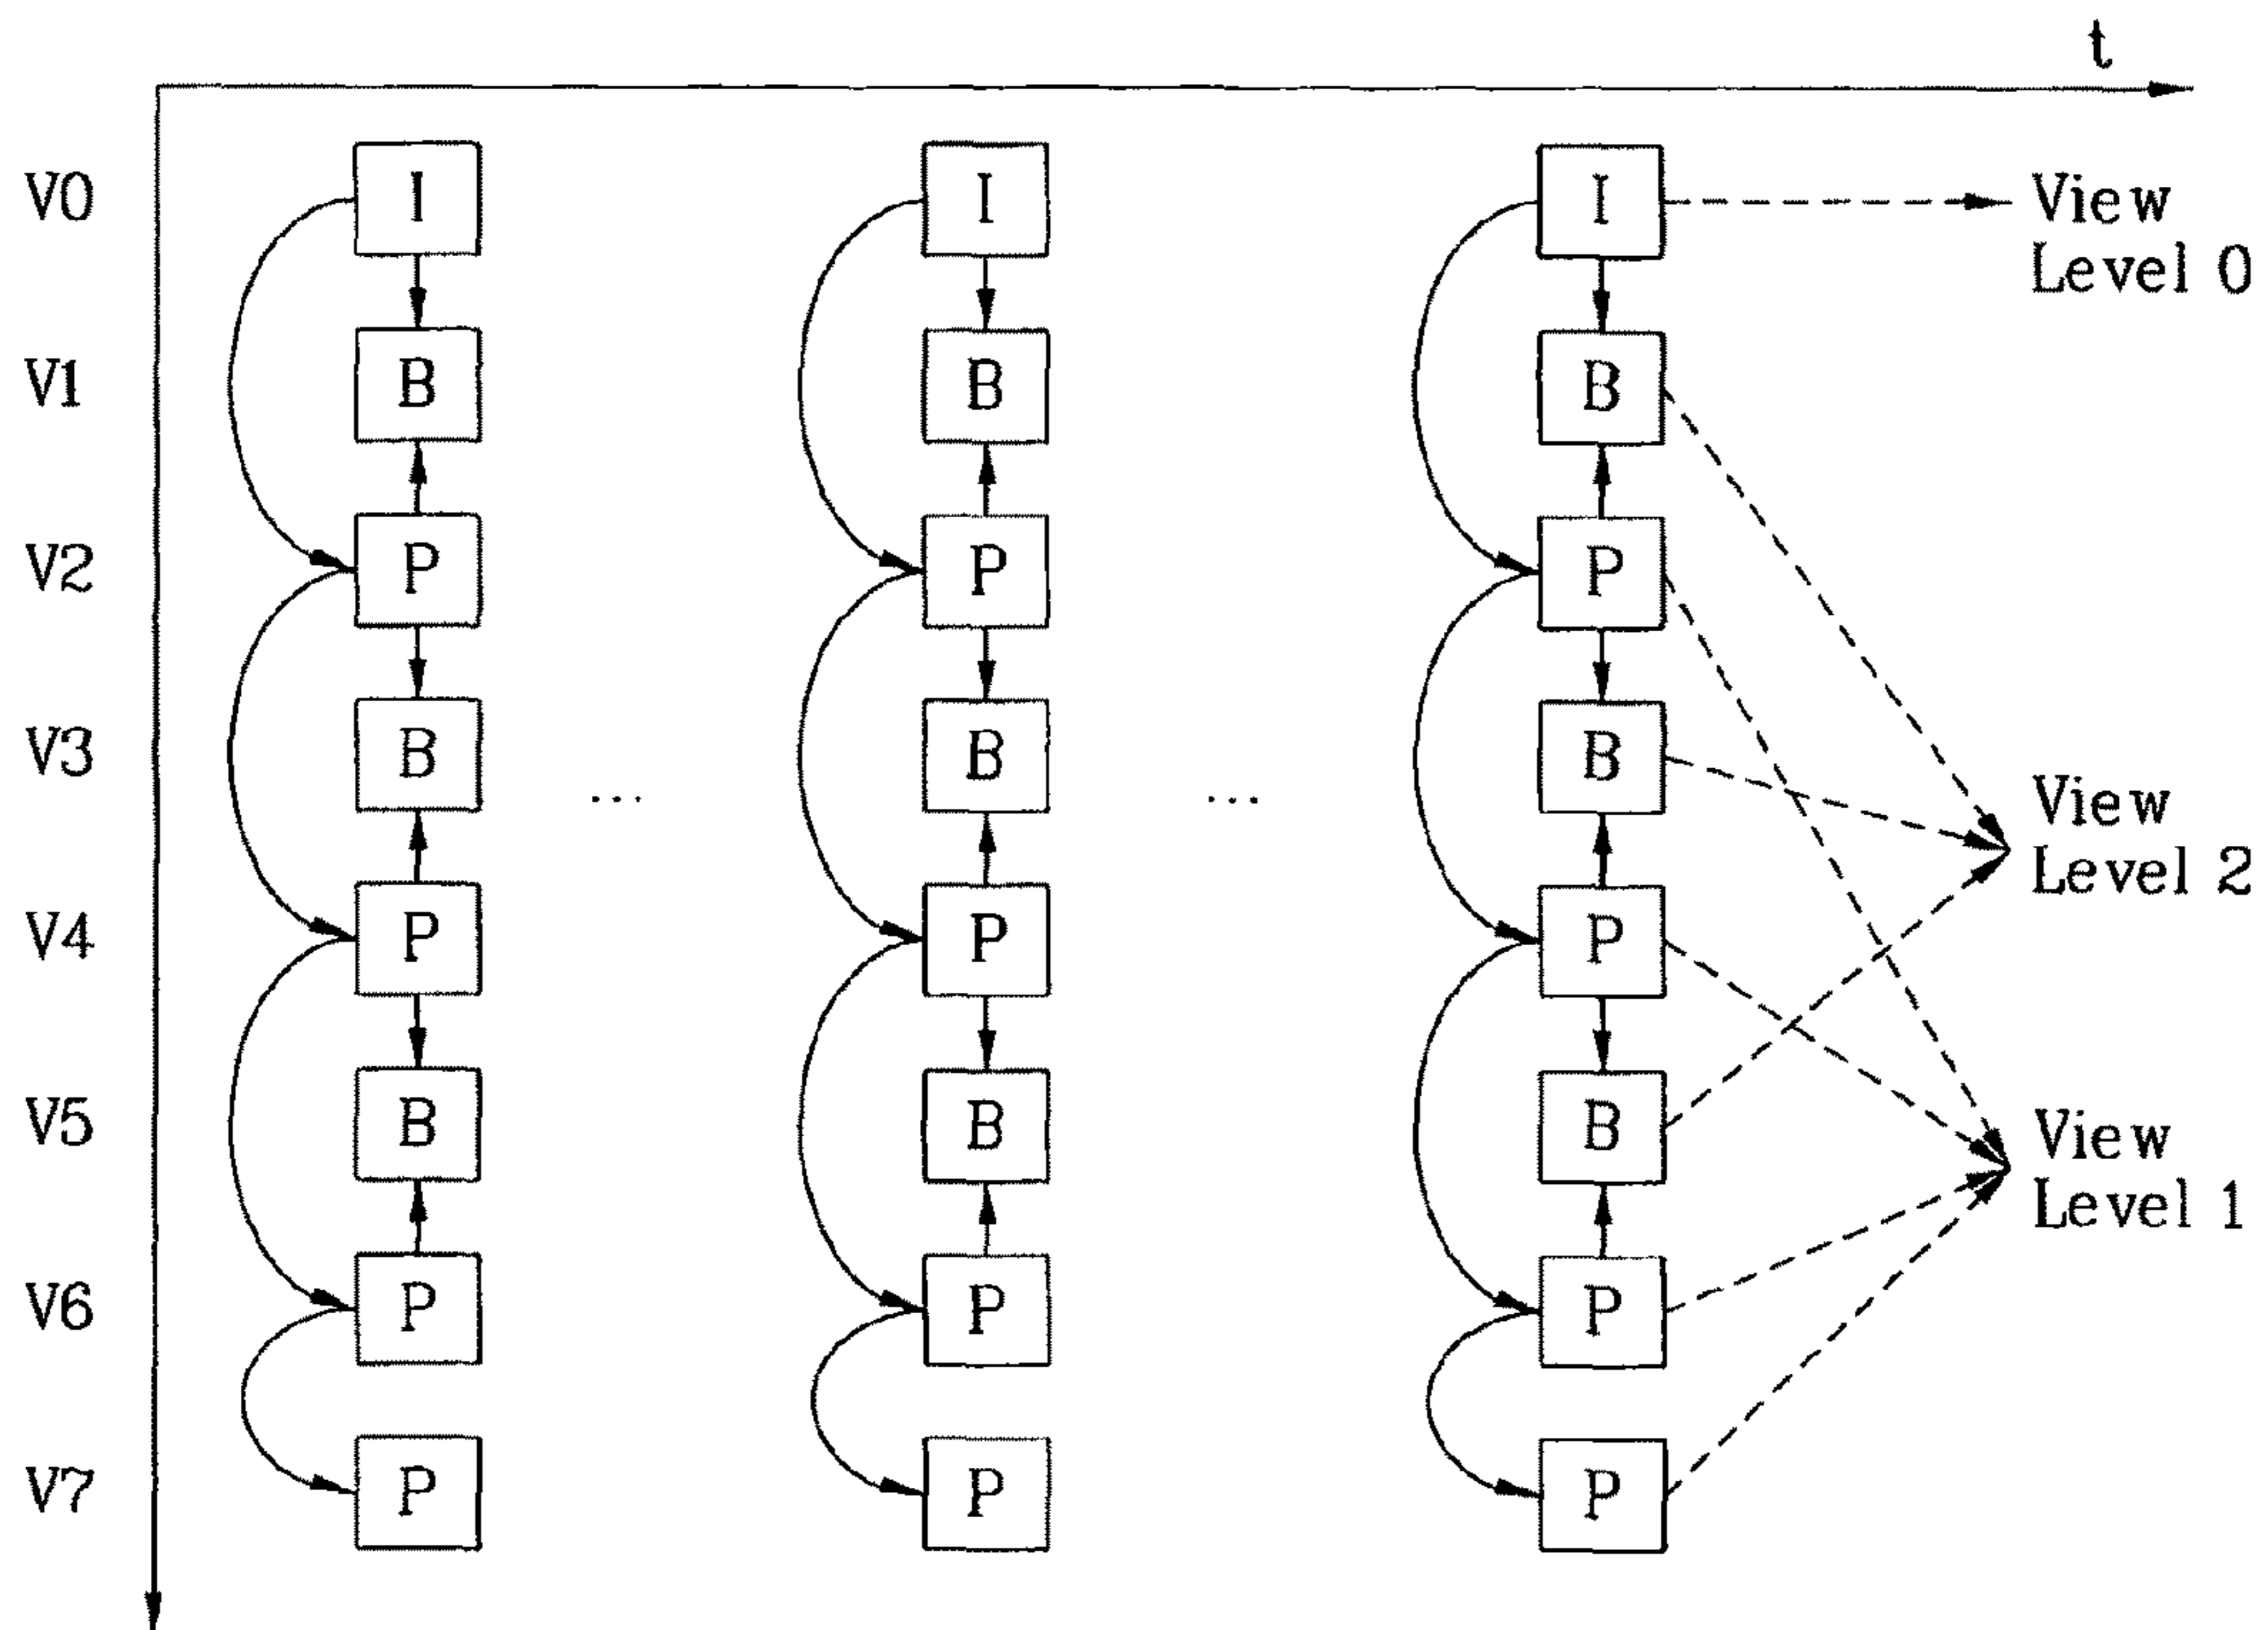 t
V0 I I I View
Level 0
V1 B B B
V2 P P P
V3 B B B
... ... View
Level 2
V4 P P P
V5 B B B View
Level 1
V6 P P P
V7 P P P